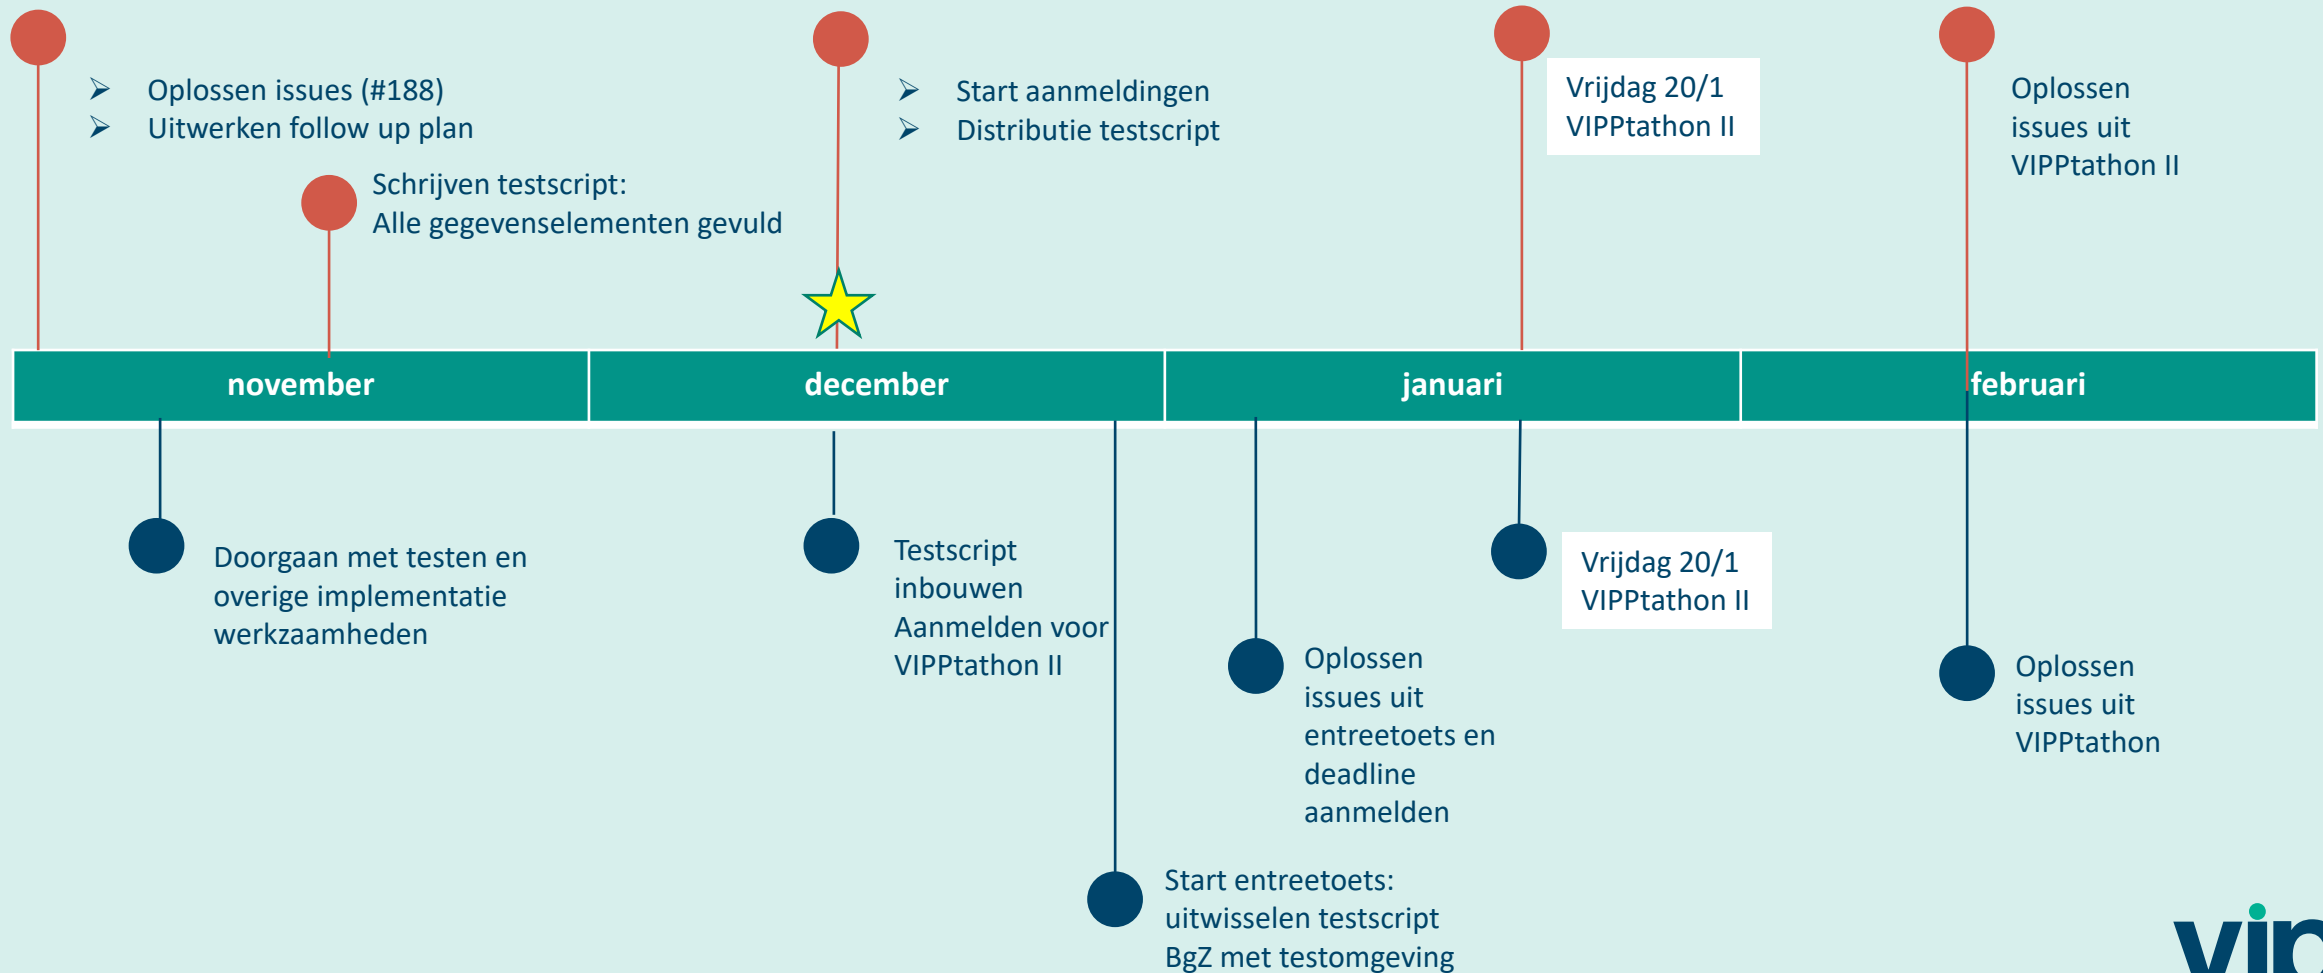 ➢ Oplossen issues (#188)
➢ Uitwerken follow up plan
Schrijven testscript:
Alle gegevenselementen gevuld
➢ Start aanmeldingen
➢ Distributie testscript
Vrijdag 20/1
VIPPtathon II
Oplossen
issues uit
VIPPtathon II
november
december
januari
februari
Doorgaan met testen en
overige implementatie
werkzaamheden
Testscript
inbouwen
Aanmelden voor
VIPPtathon II
Start entreetoets:
uitwisselen testscript
BgZ met testomgeving
Oplossen
issues uit
entreetoets en
deadline
aanmelden
Vrijdag 20/1
VIPPtathon II
Oplossen
issues uit
VIPPtathon
vip